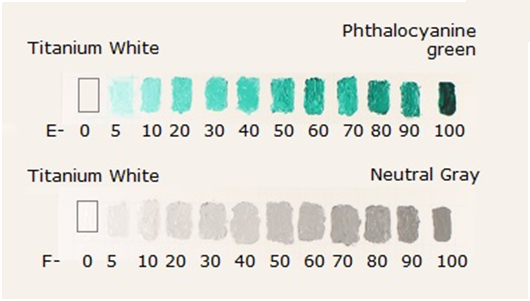 Titanium White Phthalocyanine
green
E- 0 5 10 20 30 40 50 60 70 80 90 100
Titanium White Neutral Gray
F- 0 5 10 20 30 40 50 60 70 80 90 100